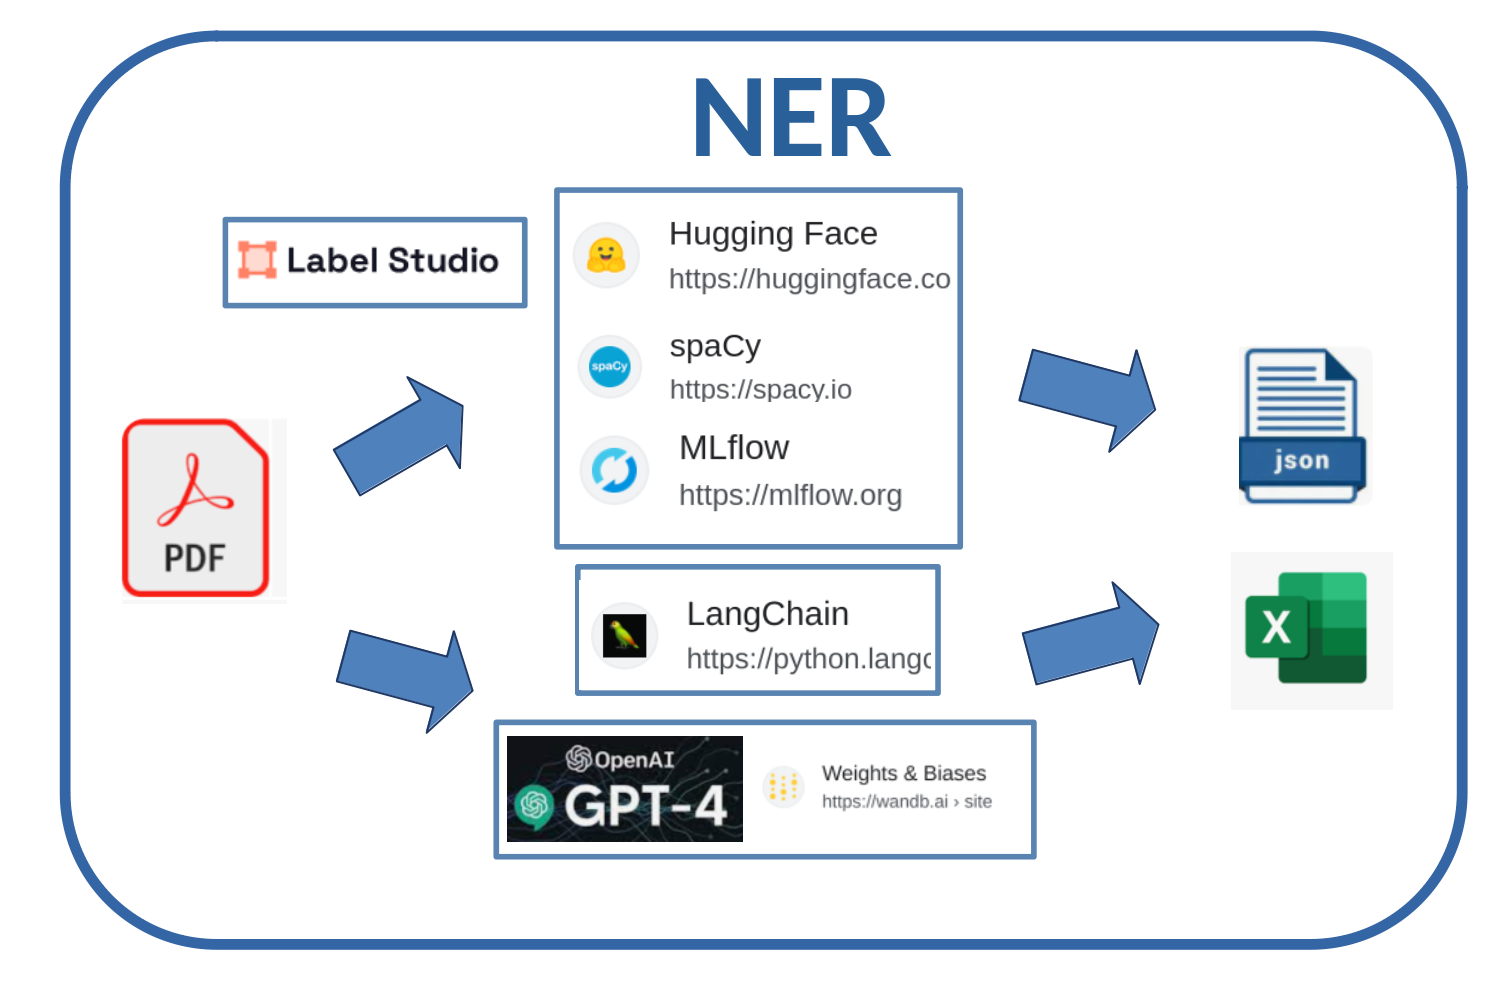 NER
Label Studio
Hugging Face
https://huggingface.co
spaCy
spaCy
https://spacy.io
MLflow
https://mlflow.org
PDF
json
LangChain
https://python.langc
X
OpenAI
GPT-4
Weights & Biases
https://wandb.ai › site